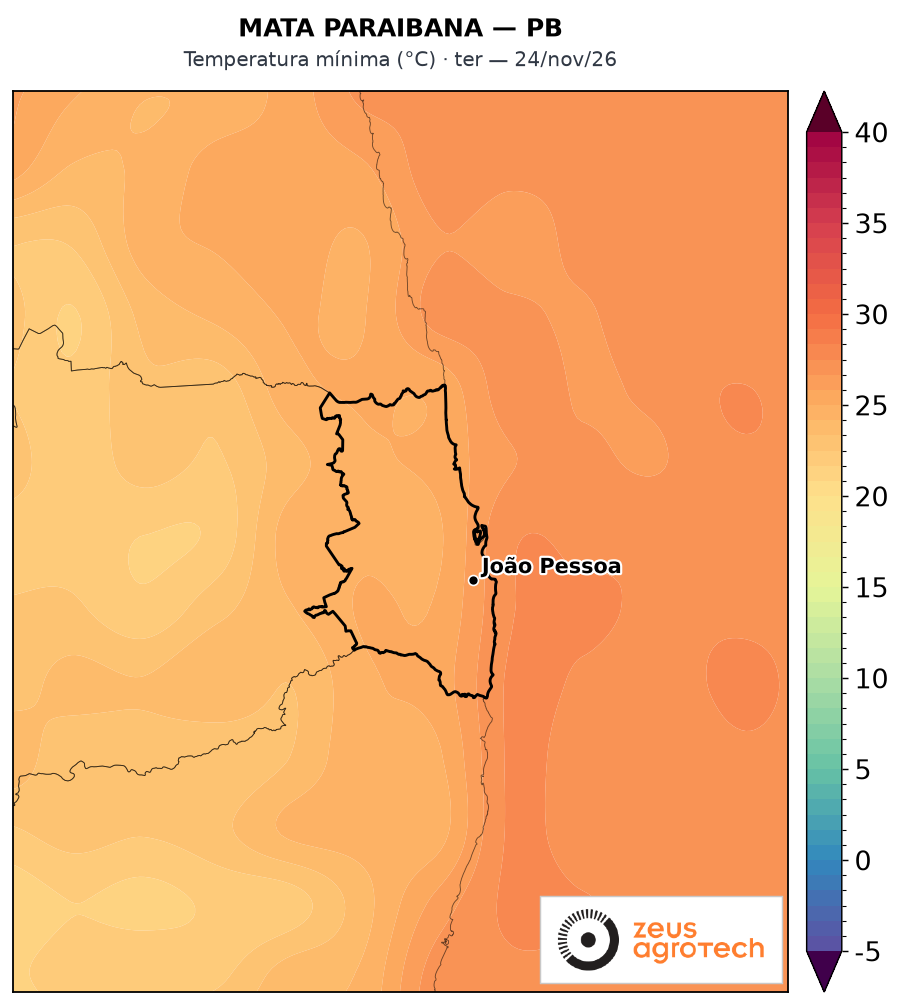 MATA PARAIBANA — PB
Temperatura mínima (°C) · ter — 24/nov/26
40
35
30
25
20
15
10
5
0
-5
João Pessoa
zeus
agrotech